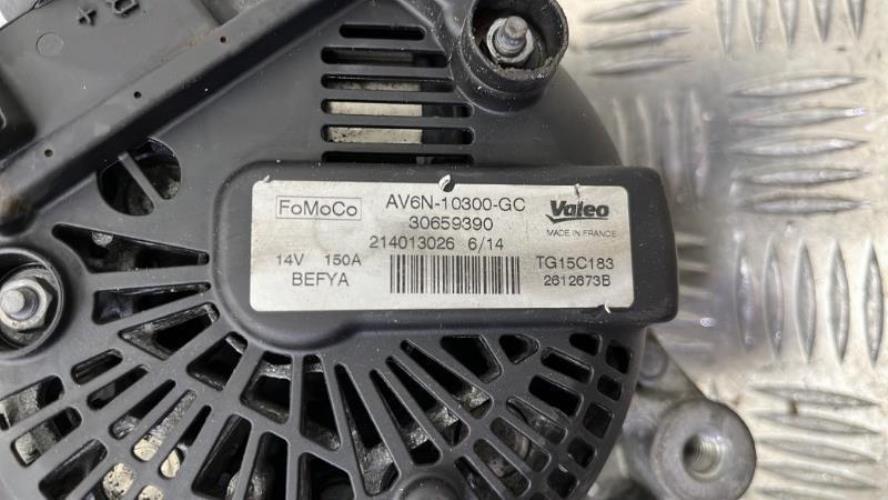 + B
FoMoCo
AV6N-10300-GC
30659390
214013026 6/14
14V 150A
BEFYA
Valeo
MADE IN FRANCE
TG15C183
2612673B